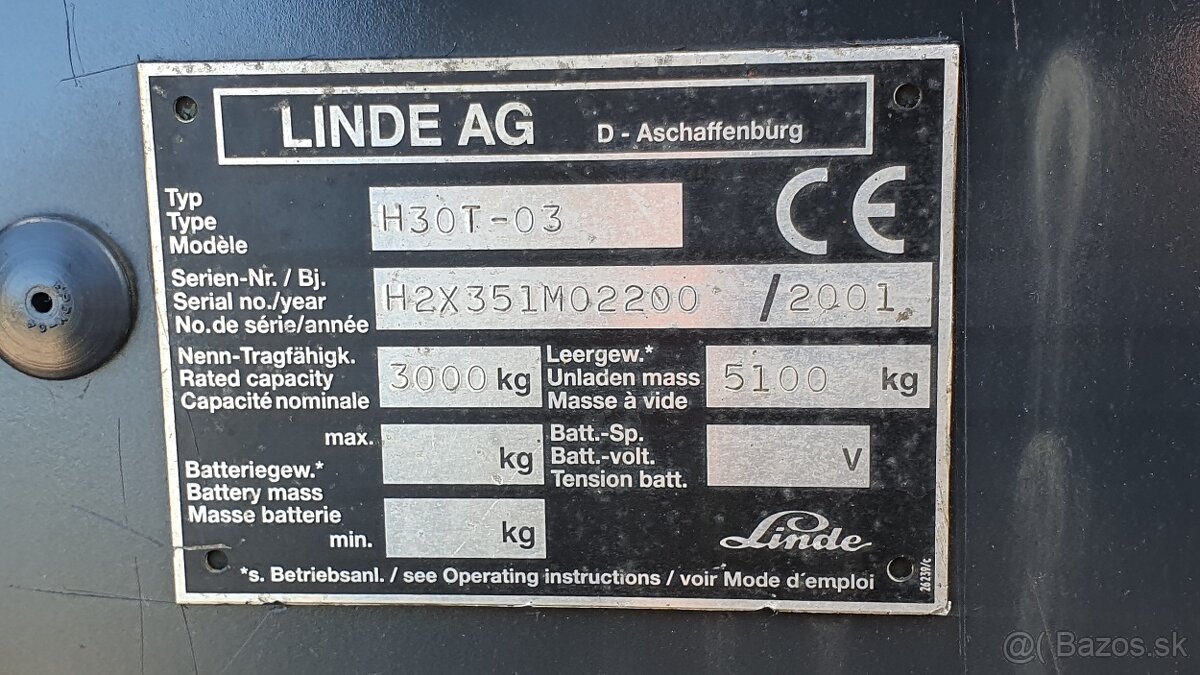 LINDE AG D - Aschaffenburg
Typ
Type
Modèle
H30T-03
CE
Serien-Nr. / Bj.
Serial no./year
No.de série/année
H2X351M02200 / 2001
Nenn-Tragfähigk.
Rated capacity
Capacité nominale
3000 kg
Leergew.*
Unladen mass
Masse à vide
5100 kg
max.
kg
Batteriegew.*
Battery mass
Masse batterie
min.
kg
Batt.-Sp.
Batt.-volt.
Tension batt.
V
Linde
*s. Betriebsanl. / see Operating instructions / voir Mode d'emploi
26239/c
@( Bazos.sk